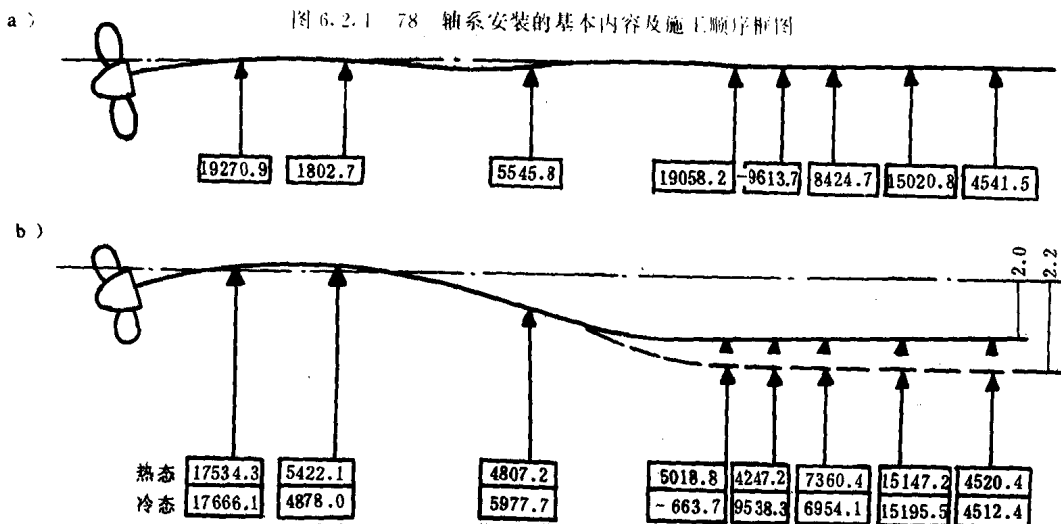 图 6.2.1 78 轴系安装的基本内容及施工顺序框图
a)
19270.9 1802.7 5545.8 19058.2 -9613.7 8424.7 15020.8 4541.5
b)
2.0 2.2
热态 17534.3 5422.1 4807.2 5018.8 4247.2 7360.4 15147.2 4520.4
冷态 17666.1 4878.0 5977.7 -663.7 9538.3 6954.1 15195.5 4512.4